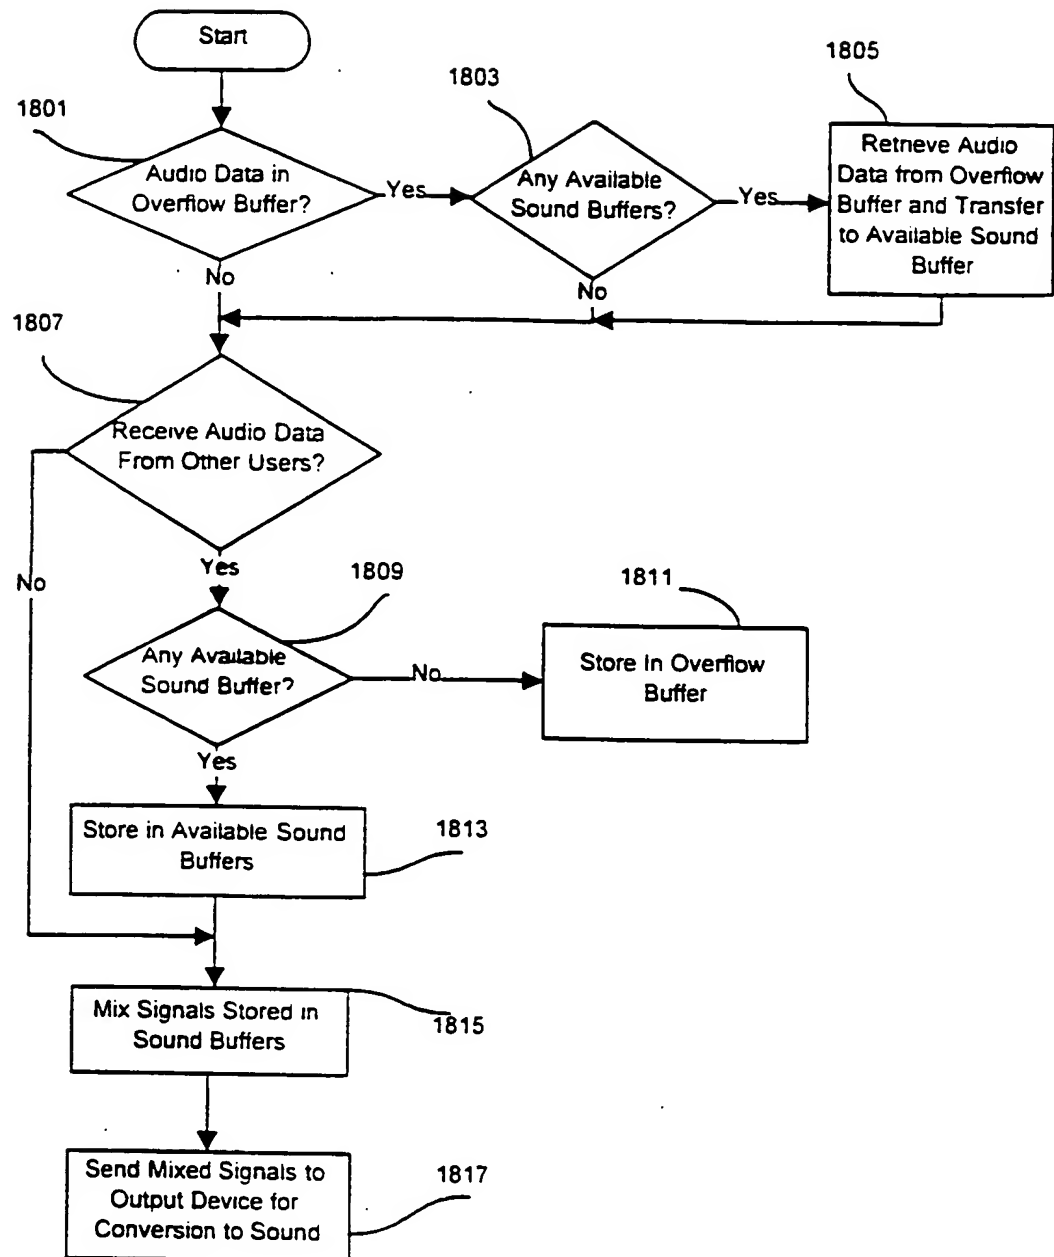 Start
1801
1803
1805
Audio Data in
Overflow Buffer?
Yes
Any Available
Sound Buffers?
Yes
Retrieve Audio
Data from Overflow
Buffer and Transfer
to Available Sound
Buffer
No
No
1807
Receive Audio Data
From Other Users?
No
Yes
1809
1811
Any Available
Sound Buffer?
No
Store In Overflow
Buffer
Yes
Store in Available Sound
Buffers
1813
Mix Signals Stored in
Sound Buffers
1815
Send Mixed Signals to
Output Device for
Conversion to Sound
1817